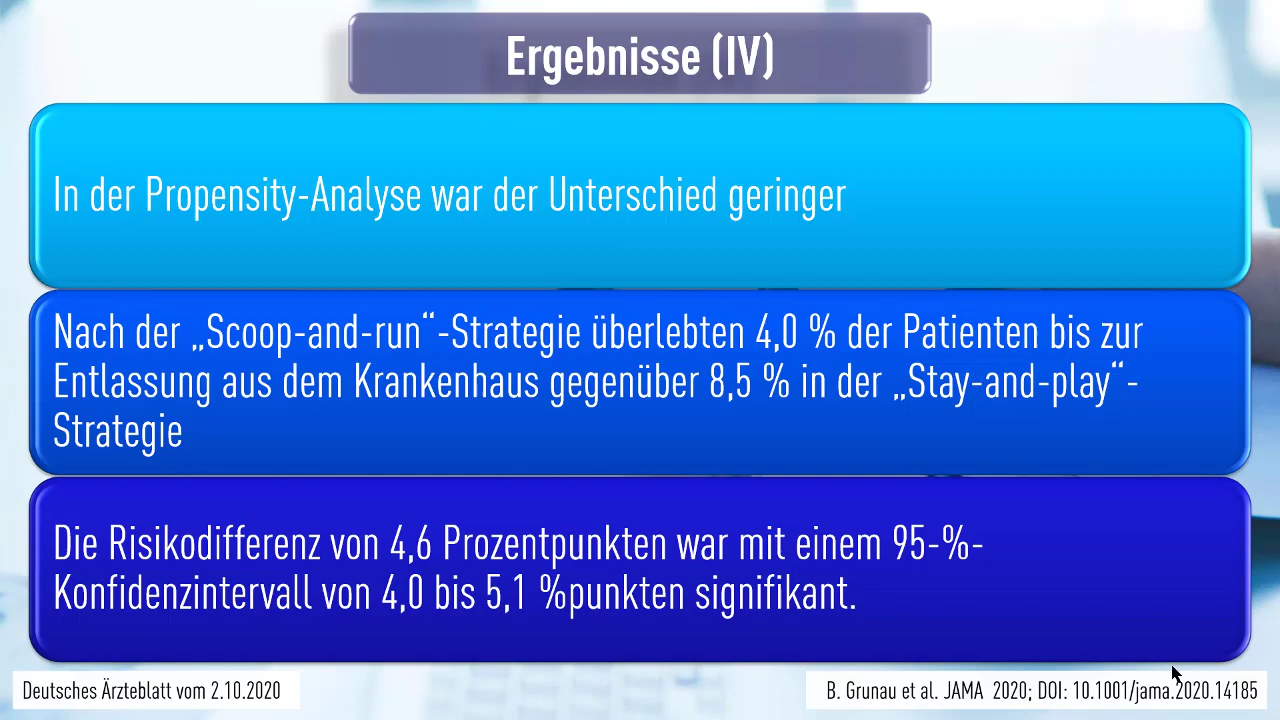 Ergebnisse (IV)
In der Propensity-Analyse war der Unterschied geringer
Nach der „Scoop-and-run“-Strategie überlebten 4,0 % der Patienten bis zur
Entlassung aus dem Krankenhaus gegenüber 8,5 % in der „Stay-and-play“-
Strategie
Die Risikodifferenz von 4,6 Prozentpunkten war mit einem 95-%-
Konfidenzintervall von 4,0 bis 5,1 %punkten signifikant.
Deutsches Ärzteblatt vom 2.10.2020
B. Grunau et al. JAMA 2020; DOI: 10.1001/jama.2020.14185